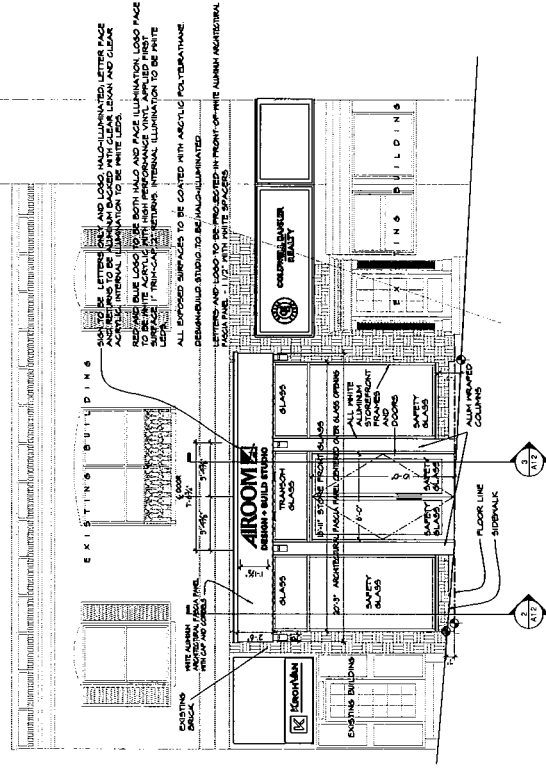 SIGN TO BE - LETTERS ONLY - AND LOGO, HALO-ILLUMINATED, LETTER FACE
AND RETURNS TO BE ALUMINUM BACKED WITH CLEAR LEXAN AND CLEAR
ACRYLIC, INTERNAL ILLUMINATION TO BE WHITE LEDS.
RED AND BLUE LOGO TO BE BOTH HALO AND FACE ILLUMINATION, LOGO FACE
TO BE WHITE ACRYLIC WITH HIGH PERFORMANCE VINYL APPLIED FIRST
SURFACE, 1" TRIM-CAP, 3" RETURNS. INTERNAL ILLUMINATION TO BE WHITE
LEDS.
ALL EXPOSED SURFACES TO BE COATED WITH ACRYLIC POLYURETHANE.
DESIGN+BUILD STUDIO TO BE HALO-ILLUMINATED
LETTERS AND LOGO TO BE PROJECTED IN FRONT OF WHITE ALUMINUM ARCHITECTURAL
FASCIA PANEL - 1 1/2" WITH WHITE SPACERS
EXISTING BUILDING
℄ DOOR
WHITE ALUMINUM
ARCHITECTURAL FASCIA PANEL
WITH CAP AND CORBELS
EXISTING
BRICK
AIROOM
DESIGN + BUILD STUDIO
KIRCHMAN
COLDWELL BANKER
REALTY
GLASS
TRANSOM
GLASS
GLASS
STORE FRONT GLASS
20'-3" ARCHITECTURAL FASCIA PANEL CENTERED OVER GLASS OPENING
ALL WHITE
ALUMINUM
STOREFRONT
FRAMES
AND
DOORS
6'-0"
SAFETY
GLASS
SAFETY
GLASS
SAFETY
GLASS
SAFETY
GLASS
EXISTING BUILDING
EXISTING BUILDING
ALUM WRAPED
COLUMNS
FLOOR LINE
SIDEWALK
2
A1.2
3
A1.2